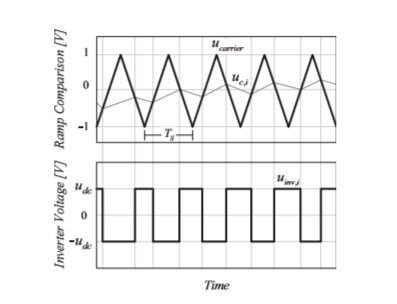 Ramp Comparison [V]
1
0
-1
u_carrier
u_c,i
T_s
Inverter Voltage [V]
u_dc
0
-u_dc
u_inv,i
Time